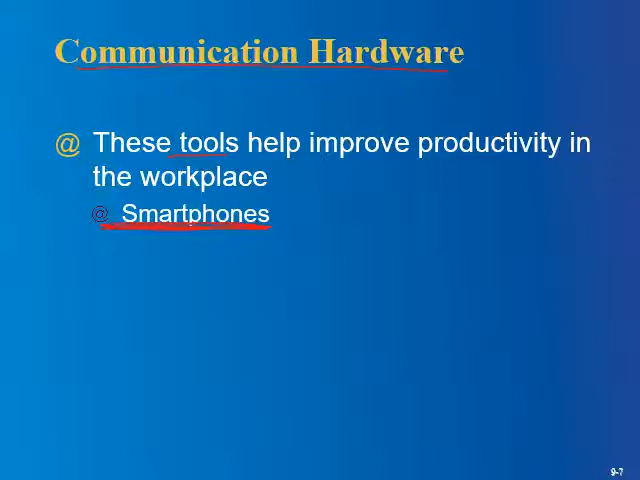 Communication Hardware
@ These tools help improve productivity in
the workplace
@ Smartphones
9-7